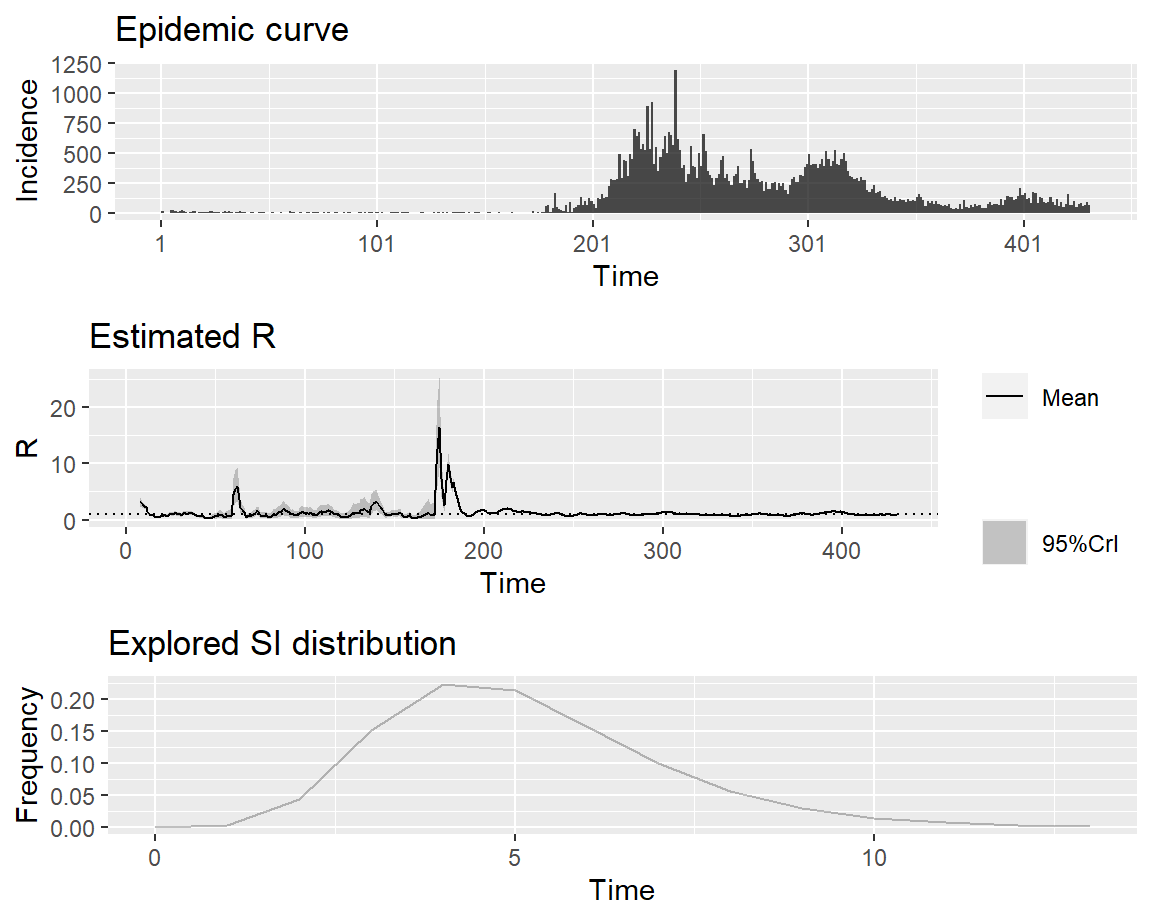 Epidemic curve
1250
1000
750
500
250
0
Incidence
1 101 201 301 401
Time
Estimated R
20
10
0
R
0 100 200 300 400
Time
Mean
95%CrI
Explored SI distribution
0.20
0.15
0.10
0.05
0.00
Frequency
0 5 10
Time